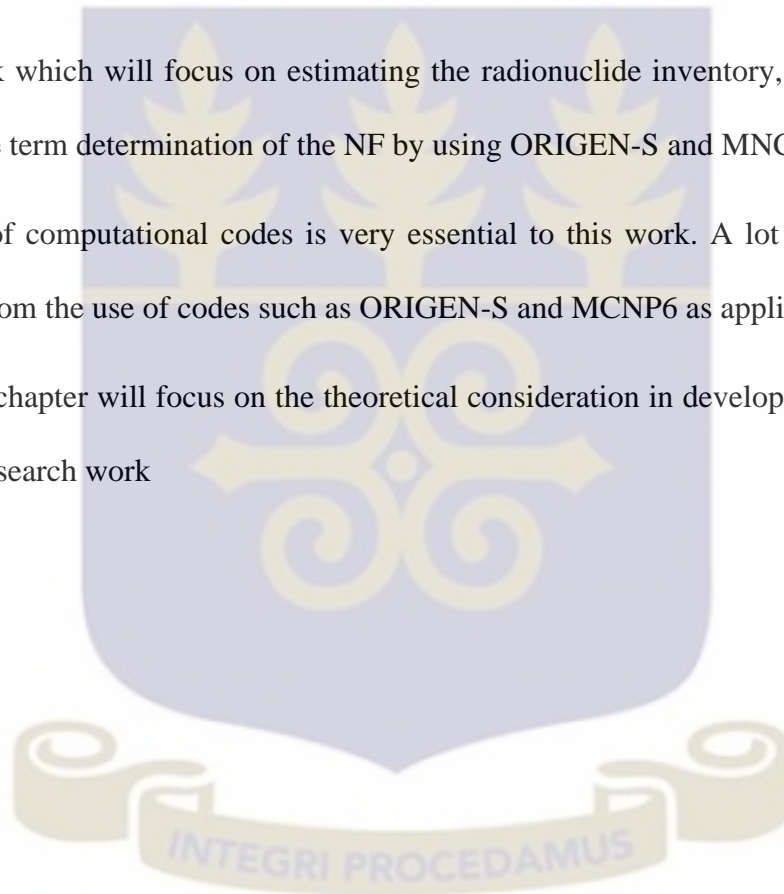 which will focus on estimating the radionuclide inventory,
term determination of the NF by using ORIGEN-S and
of computational codes is very essential to this work. A lot
om the use of codes such as ORIGEN-S and MCNP6 as appli
chapter will focus on the theoretical consideration in develop
search work
INTEGRI PROCEDAMUS